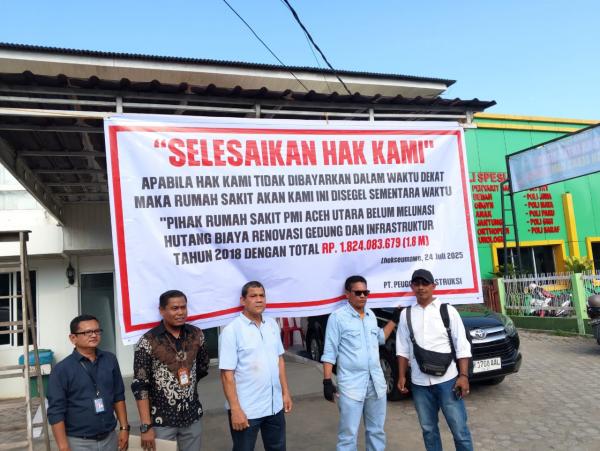 "SELESAIKAN HAK KAMI"
APABILA HAK KAMI TIDAK DIBAYARKAN DALAM WAKTU DEKAT
MAKA RUMAH SAKIT AKAN KAMI INI DISEGEL SEMENTARA WAKTU
"PIHAK RUMAH SAKIT PMI ACEH UTARA BELUM MELUNASI
HUTANG BIAYA RENOVASI GEDUNG DAN INFRASTRUKTUR
TAHUN 2018 DENGAN TOTAL RP. 1.824.083.679 (1.8 M)
Lhokseumawe, 24 Juli 2025
PT.
POLI
POLI PARU
POLI GIGI
POLI SARAF
ANAK
JANTUNG